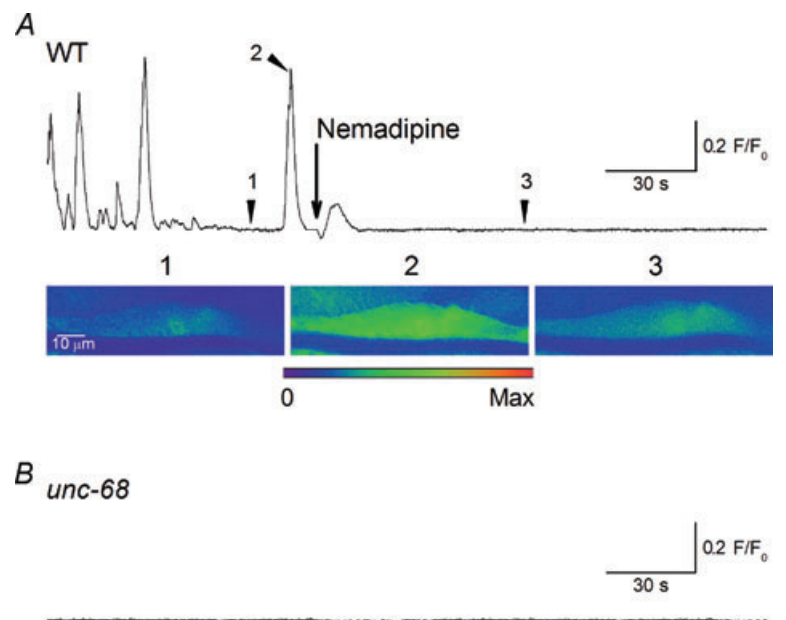 A
WT
2
Nemadipine
0.2 F/F₀
30 s
1
3
1 2 3
10 μm
0 Max
B
unc-68
0.2 F/F₀
30 s